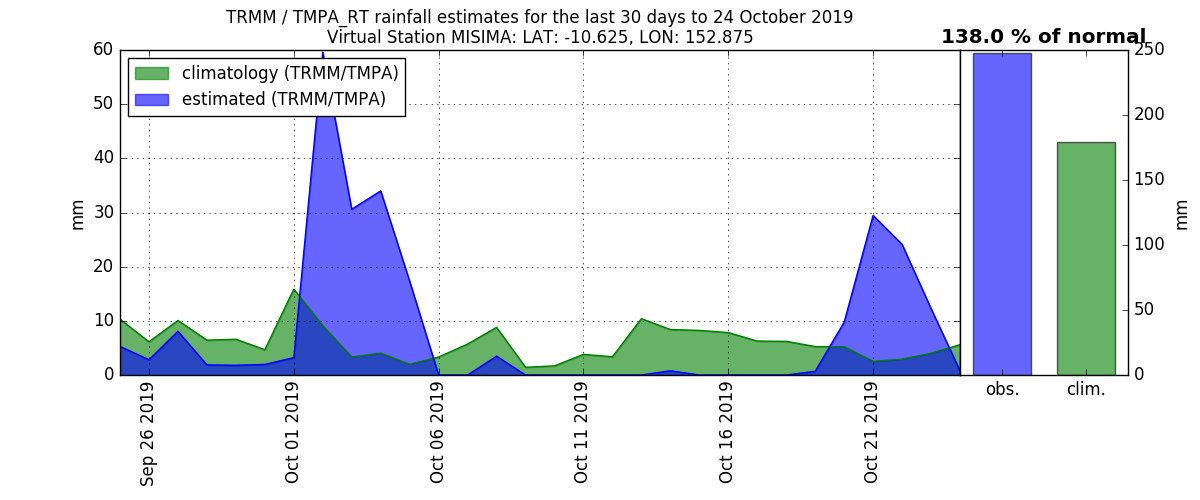 TRMM / TMPA_RT rainfall estimates for the last 30 days to 24 October 2019
Virtual Station MISIMA: LAT: -10.625, LON: 152.875
138.0 % of normal
climatology (TRMM/TMPA)
estimated (TRMM/TMPA)
60
50
40
30
20
10
0
mm
Sep 26 2019
Oct 01 2019
Oct 06 2019
Oct 11 2019
Oct 16 2019
Oct 21 2019
250
200
150
100
50
0
mm
obs.
clim.